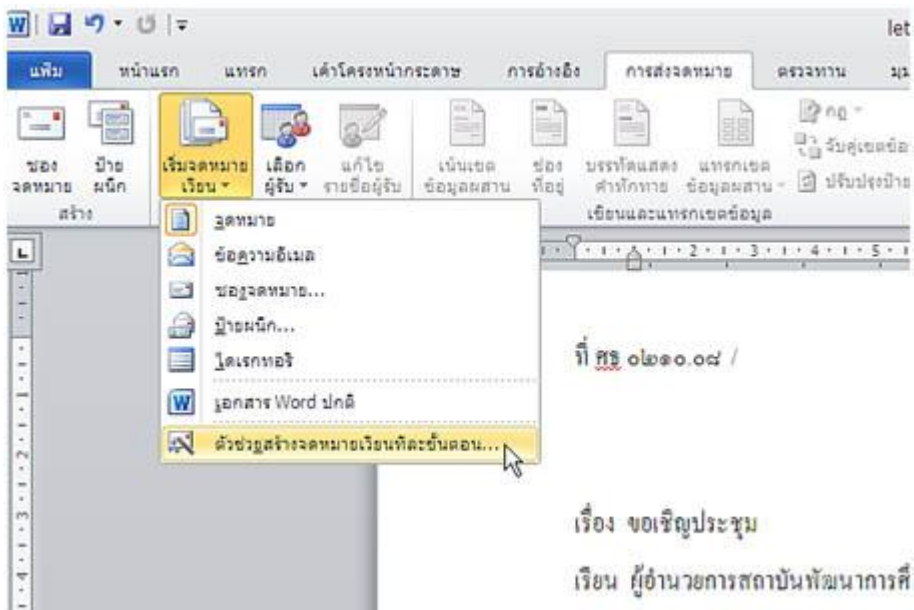 let
แฟ้ม หน้าแรก แทรก เค้าโครงหน้ากระดาษ การอ้างอิง การส่งจดหมาย ตรวจทาน มุม
ซองจดหมาย
ป้ายผนึก
เริ่มจดหมายเวียน
เลือกผู้รับ
แก้ไขรายชื่อผู้รับ
เน้นเขตข้อมูลผสาน
ช่องที่อยู่
บรรทัดแสดงคำทักทาย
แทรกเขตข้อมูลผสาน
กฎ
จับคู่เขตข้อ
ปรับปรุงป้าย
สร้าง
เขียนและแทรกเขตข้อมูล
จดหมาย
ข้อความอีเมล
ซองจดหมาย...
ป้ายผนึก...
ไดเรกทอรี
เอกสาร Word ปกติ
ตัวช่วยสร้างจดหมายเวียนทีละขั้นตอน...
1 2 3 4 5
ที่ ศธ ๐๒๑๐.๐๘ /
เรื่อง ขอเชิญประชุม
เรียน ผู้อำนวยการสถาบันพัฒนาการศึ